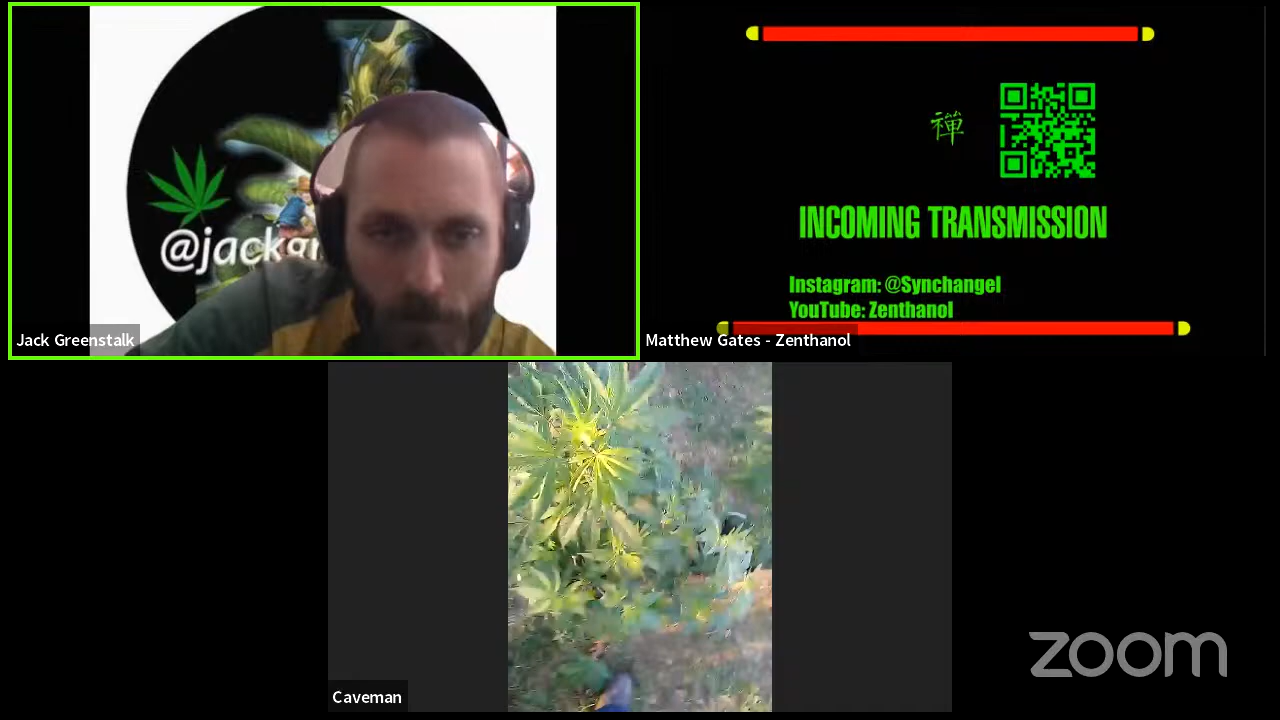 @jackgr
Jack Greenstalk
禪
INCOMING TRANSMISSION
Instagram: @Synchangel
YouTube: Zenthanol
Matthew Gates - Zenthanol
Caveman
zoom